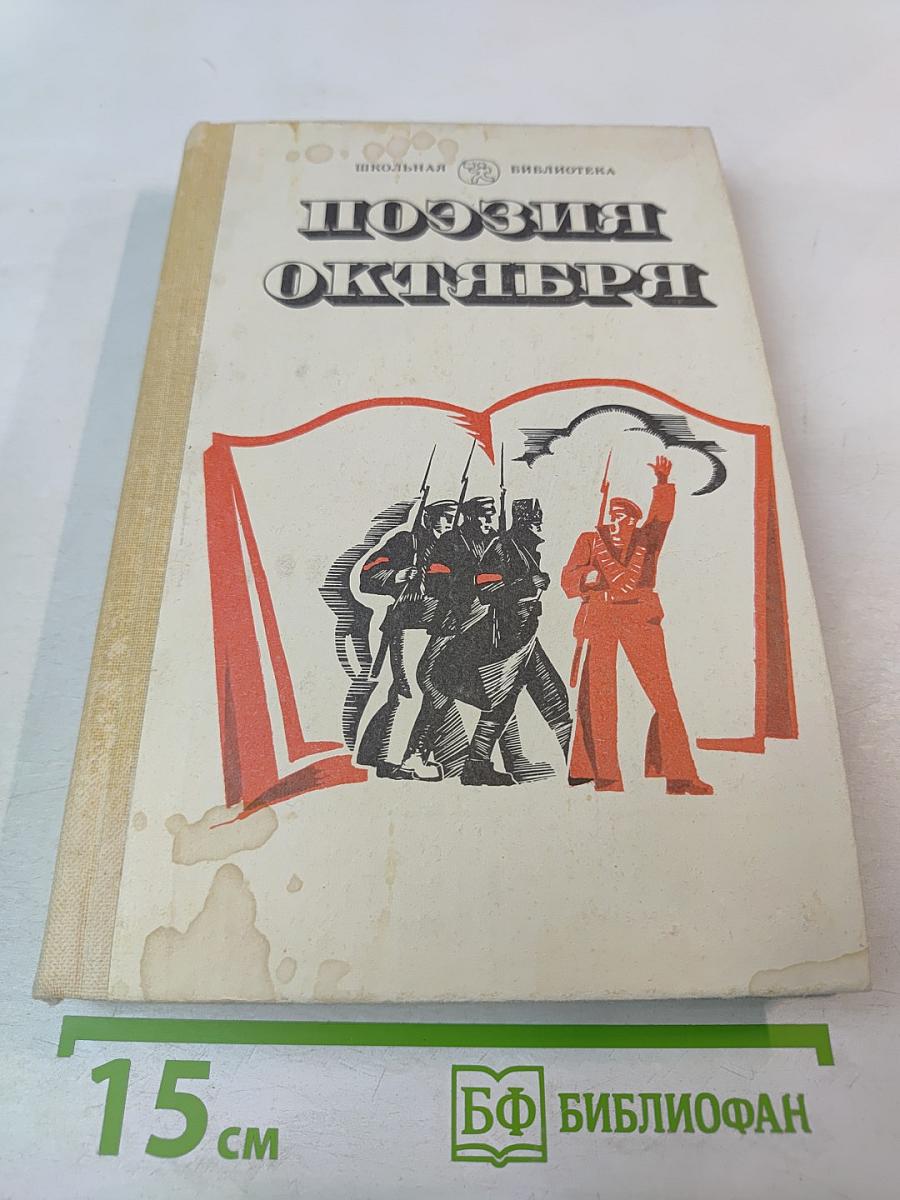 ШКОЛЬНАЯ БИБЛИОТЕКА
ПОЭЗИЯ
ОКТЯБРЯ
15 см
БФ БИБЛИОФАН